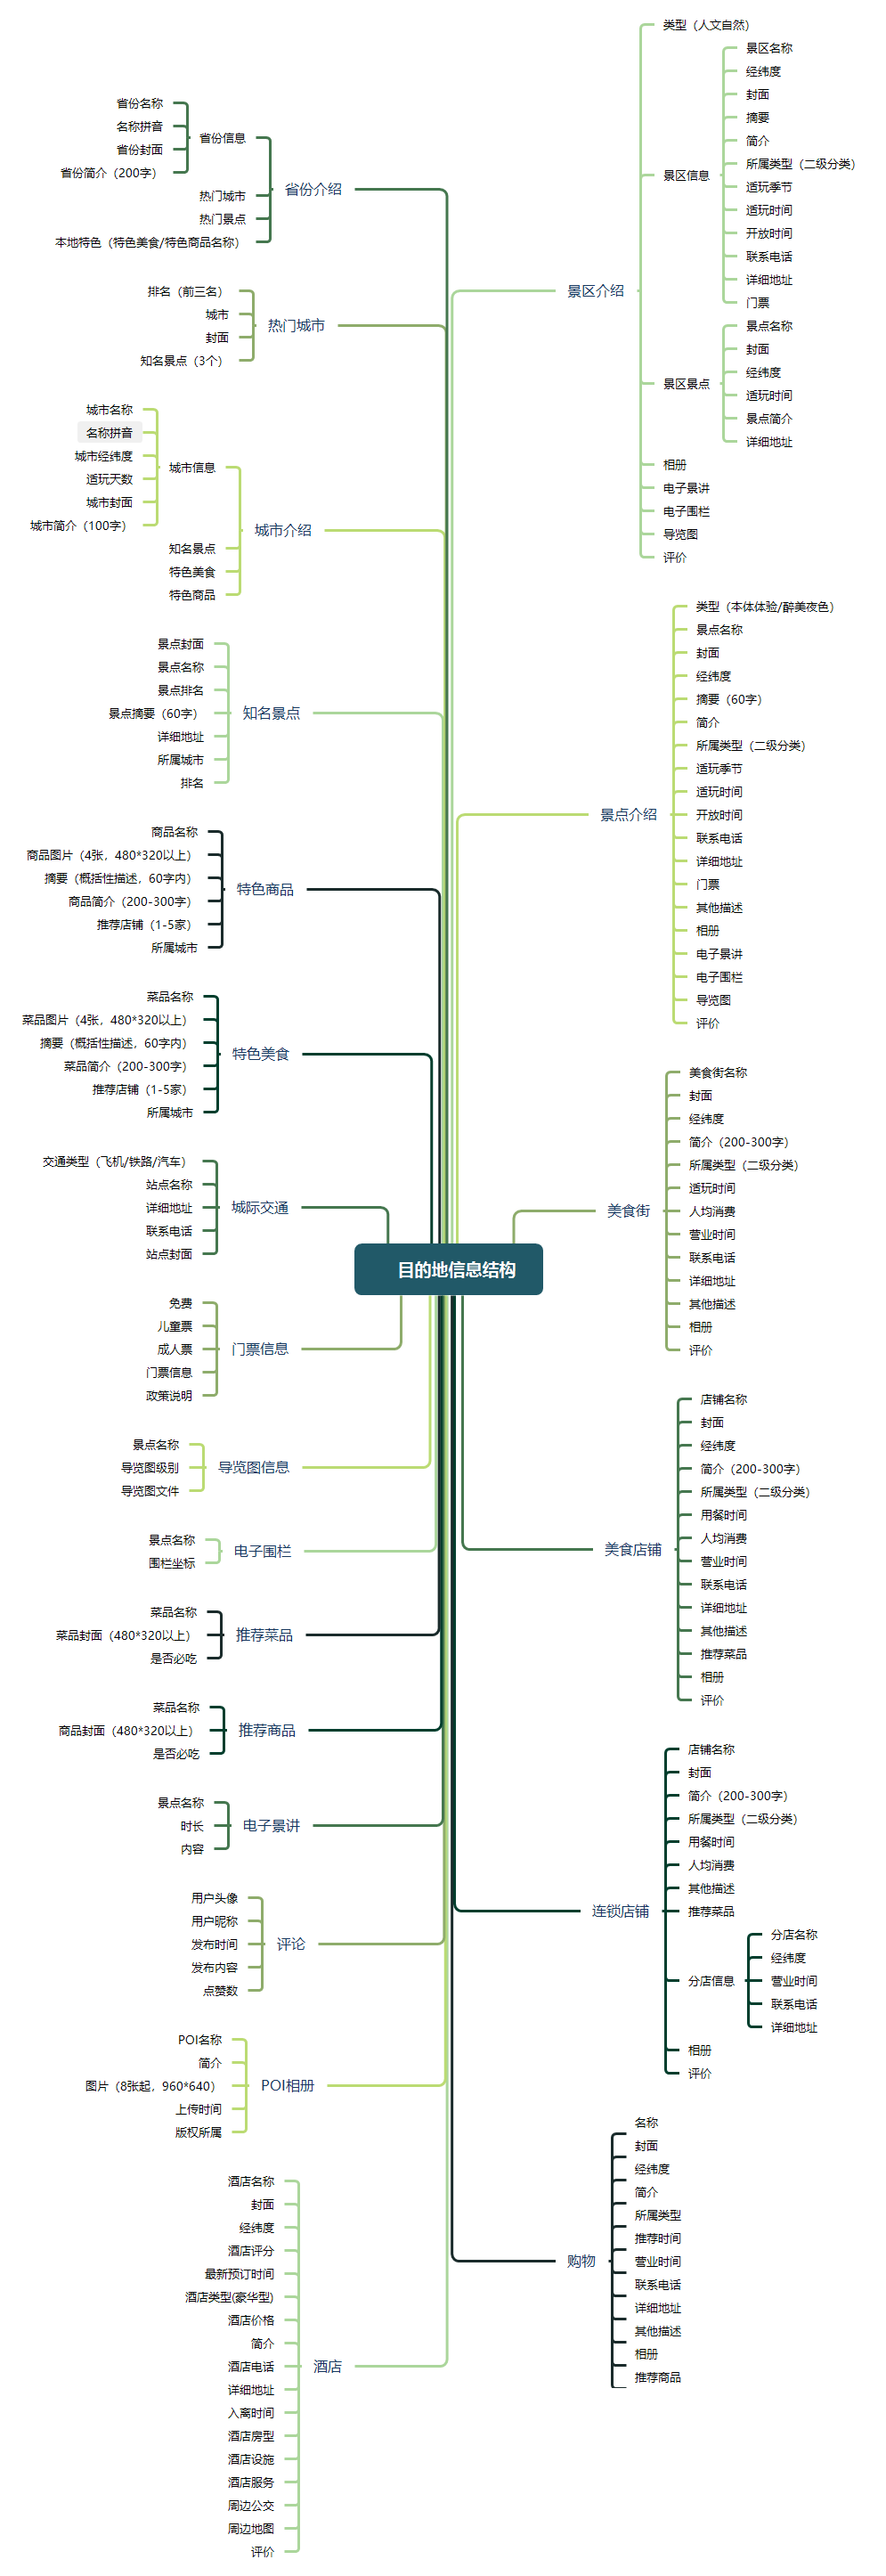 目的地信息结构
省份介绍
省份信息
省份名称
名称拼音
省份封面
省份简介（200字）
热门城市
热门景点
本地特色（特色美食/特色商品名称）
热门城市
排名（前三名）
城市
封面
知名景点（3个）
城市介绍
城市信息
城市名称
名称拼音
城市经纬度
适玩天数
城市封面
城市简介（100字）
知名景点
特色美食
特色商品
知名景点
景点封面
景点名称
景点排名
景点摘要（60字）
详细地址
所属城市
排名
特色商品
商品名称
商品图片（4张，480*320以上）
摘要（概括性描述，60字内）
商品简介（200-300字）
推荐店铺（1-5家）
所属城市
特色美食
菜品名称
菜品图片（4张，480*320以上）
摘要（概括性描述，60字内）
菜品简介（200-300字）
推荐店铺（1-5家）
所属城市
城际交通
交通类型（飞机/铁路/汽车）
站点名称
详细地址
联系电话
站点封面
门票信息
免费
儿童票
成人票
门票信息
政策说明
导览图信息
景点名称
导览图级别
导览图文件
电子围栏
景点名称
围栏坐标
推荐菜品
菜品名称
菜品封面（480*320以上）
是否必吃
推荐商品
菜品名称
商品封面（480*320以上）
是否必吃
电子景讲
景点名称
时长
内容
评论
用户头像
用户昵称
发布时间
发布内容
点赞数
POI相册
POI名称
简介
图片（8张起，960*640）
上传时间
版权所属
酒店
酒店名称
封面
经纬度
酒店评分
最新预订时间
酒店类型(豪华型)
酒店价格
简介
酒店电话
详细地址
入离时间
酒店房型
酒店设施
酒店服务
周边公交
周边地图
评价
景区介绍
类型（人文自然）
景区信息
景区名称
经纬度
封面
摘要
简介
所属类型（二级分类）
适玩季节
适玩时间
开放时间
联系电话
详细地址
门票
景区景点
景点名称
封面
经纬度
适玩时间
景点简介
详细地址
相册
电子景讲
电子围栏
导览图
评价
景点介绍
类型（本体体验/醉美夜色）
景点名称
封面
经纬度
摘要（60字）
简介
所属类型（二级分类）
适玩季节
适玩时间
开放时间
联系电话
详细地址
门票
其他描述
相册
电子景讲
电子围栏
导览图
评价
美食街
美食街名称
封面
经纬度
简介（200-300字）
所属类型（二级分类）
适玩时间
人均消费
营业时间
联系电话
详细地址
其他描述
相册
评价
美食店铺
店铺名称
封面
经纬度
简介（200-300字）
所属类型（二级分类）
用餐时间
人均消费
营业时间
联系电话
详细地址
其他描述
推荐菜品
相册
评价
连锁店铺
店铺名称
封面
简介（200-300字）
所属类型（二级分类）
用餐时间
人均消费
其他描述
推荐菜品
分店信息
分店名称
经纬度
营业时间
联系电话
详细地址
相册
评价
购物
名称
封面
经纬度
简介
所属类型
推荐时间
营业时间
联系电话
详细地址
其他描述
相册
推荐商品